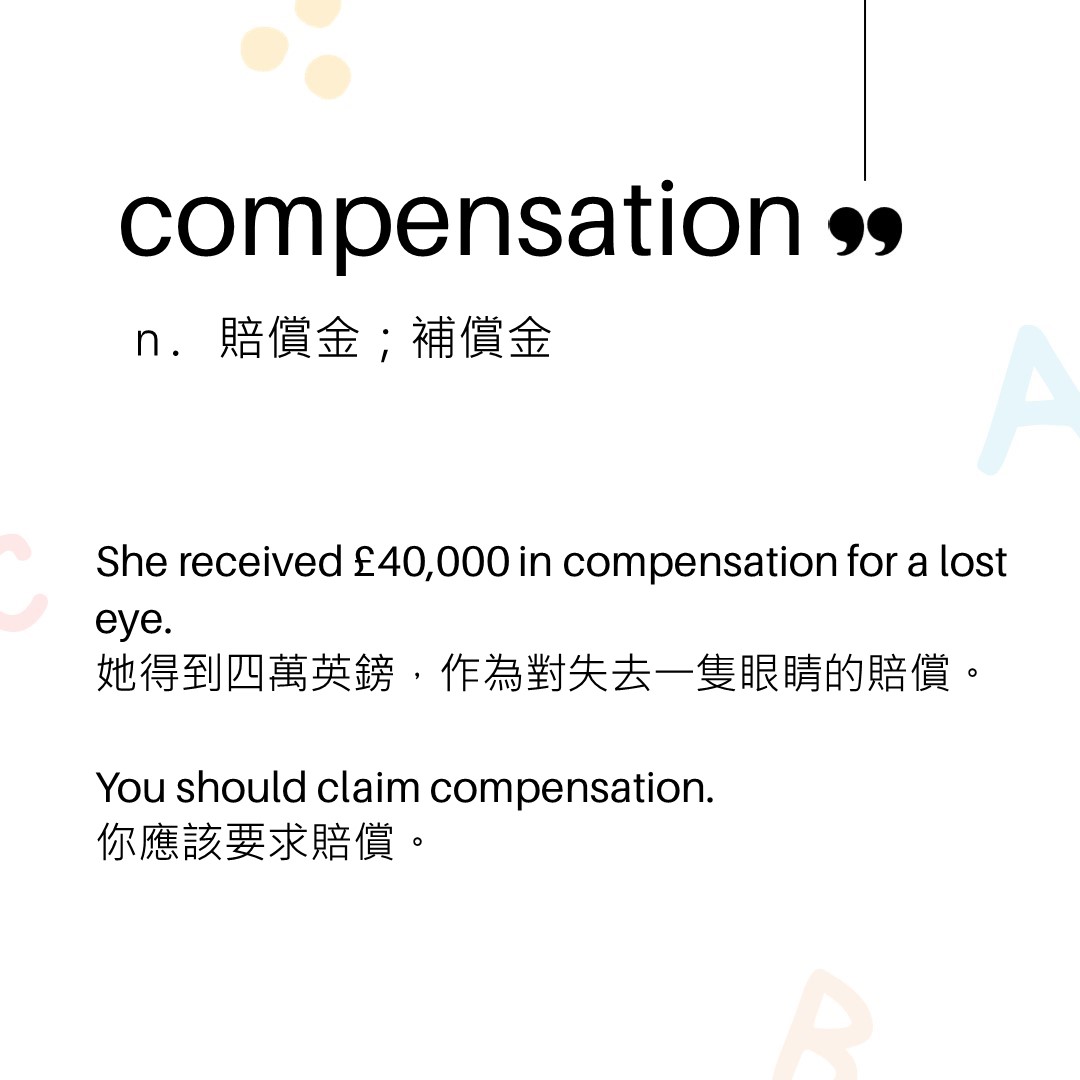 compensation ”
n. 賠償金；補償金
She received £40,000 in compensation for a lost
eye.
她得到四萬英鎊，作為對失去一隻眼睛的賠償。
You should claim compensation.
你應該要求賠償。
A
C
B